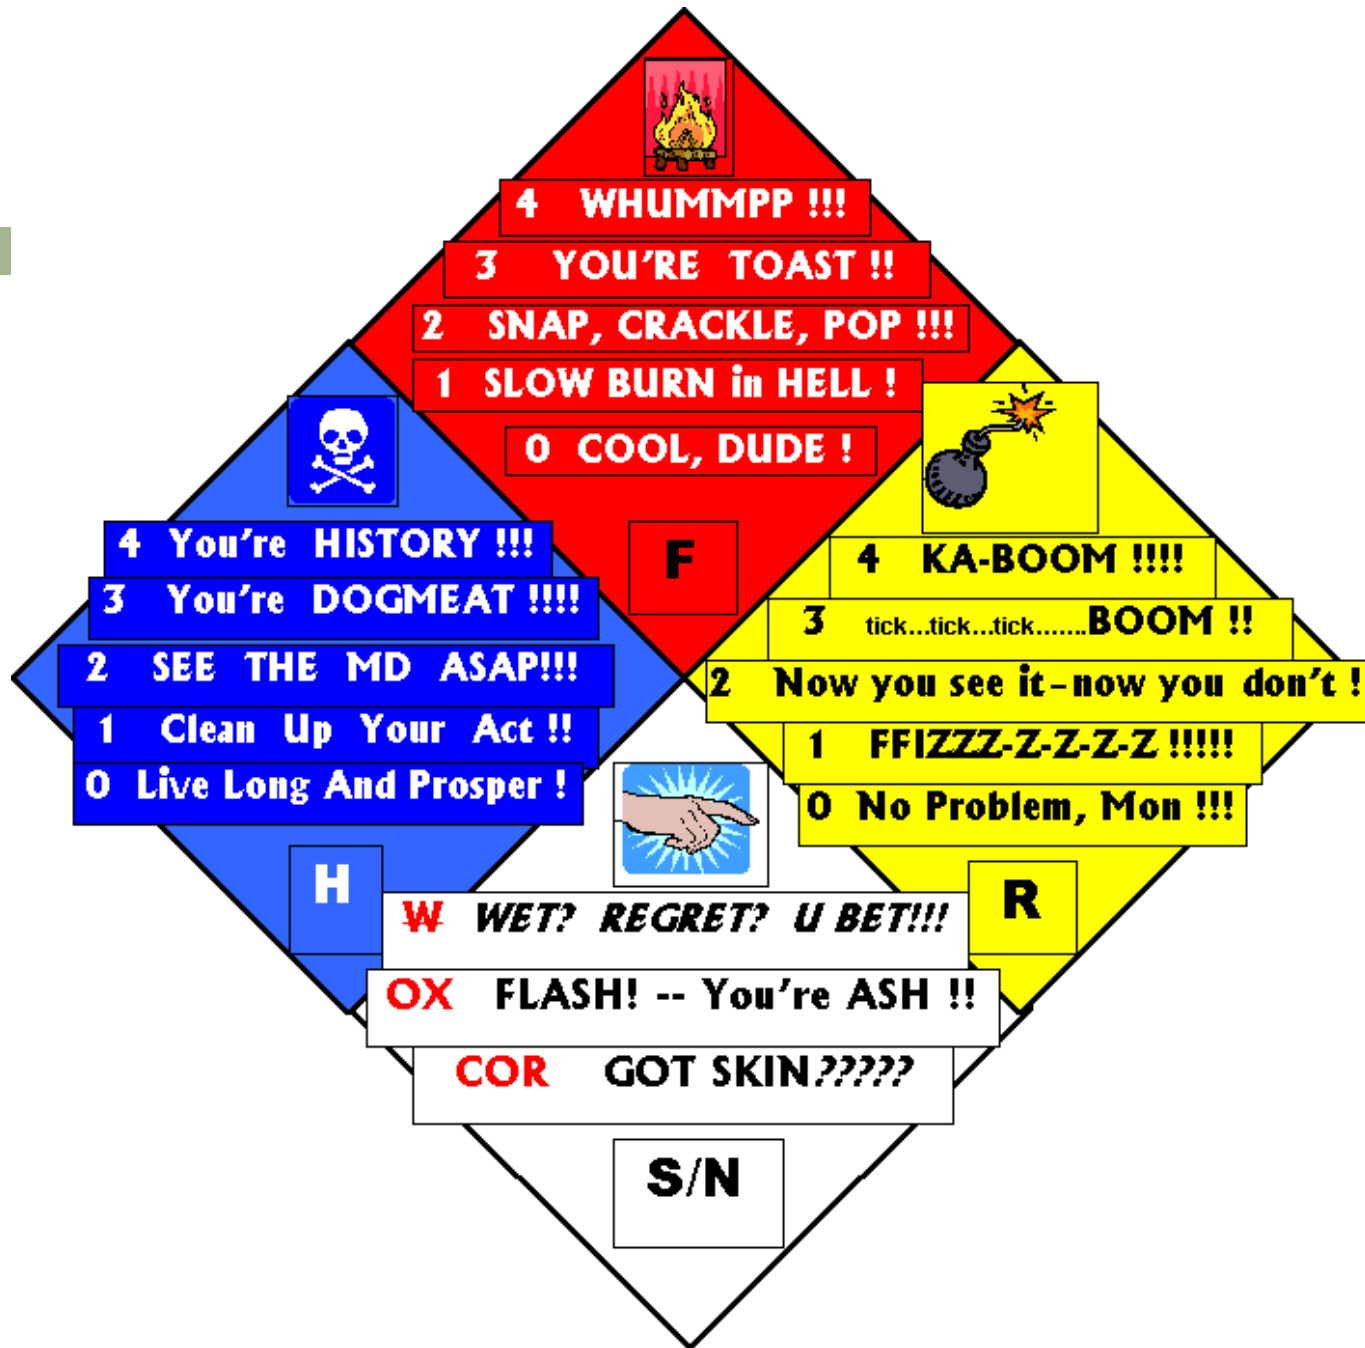 4 WHUMMPP !!!
3 YOU'RE TOAST !!
2 SNAP, CRACKLE, POP !!!
1 SLOW BURN in HELL !
0 COOL, DUDE !
F
4 You're HISTORY !!!
3 You're DOGMEAT !!!!
2 SEE THE MD ASAP!!!
1 Clean Up Your Act !!
0 Live Long And Prosper !
H
4 KA-BOOM !!!!
3 tick...tick...tick.......BOOM !!
2 Now you see it-now you don't !
1 FFIZZZ-Z-Z-Z-Z !!!!!
0 No Problem, Mon !!!
R
W WET? REGRET? U BET!!!
OX FLASH! -- You're ASH !!
COR GOT SKIN?????
S/N